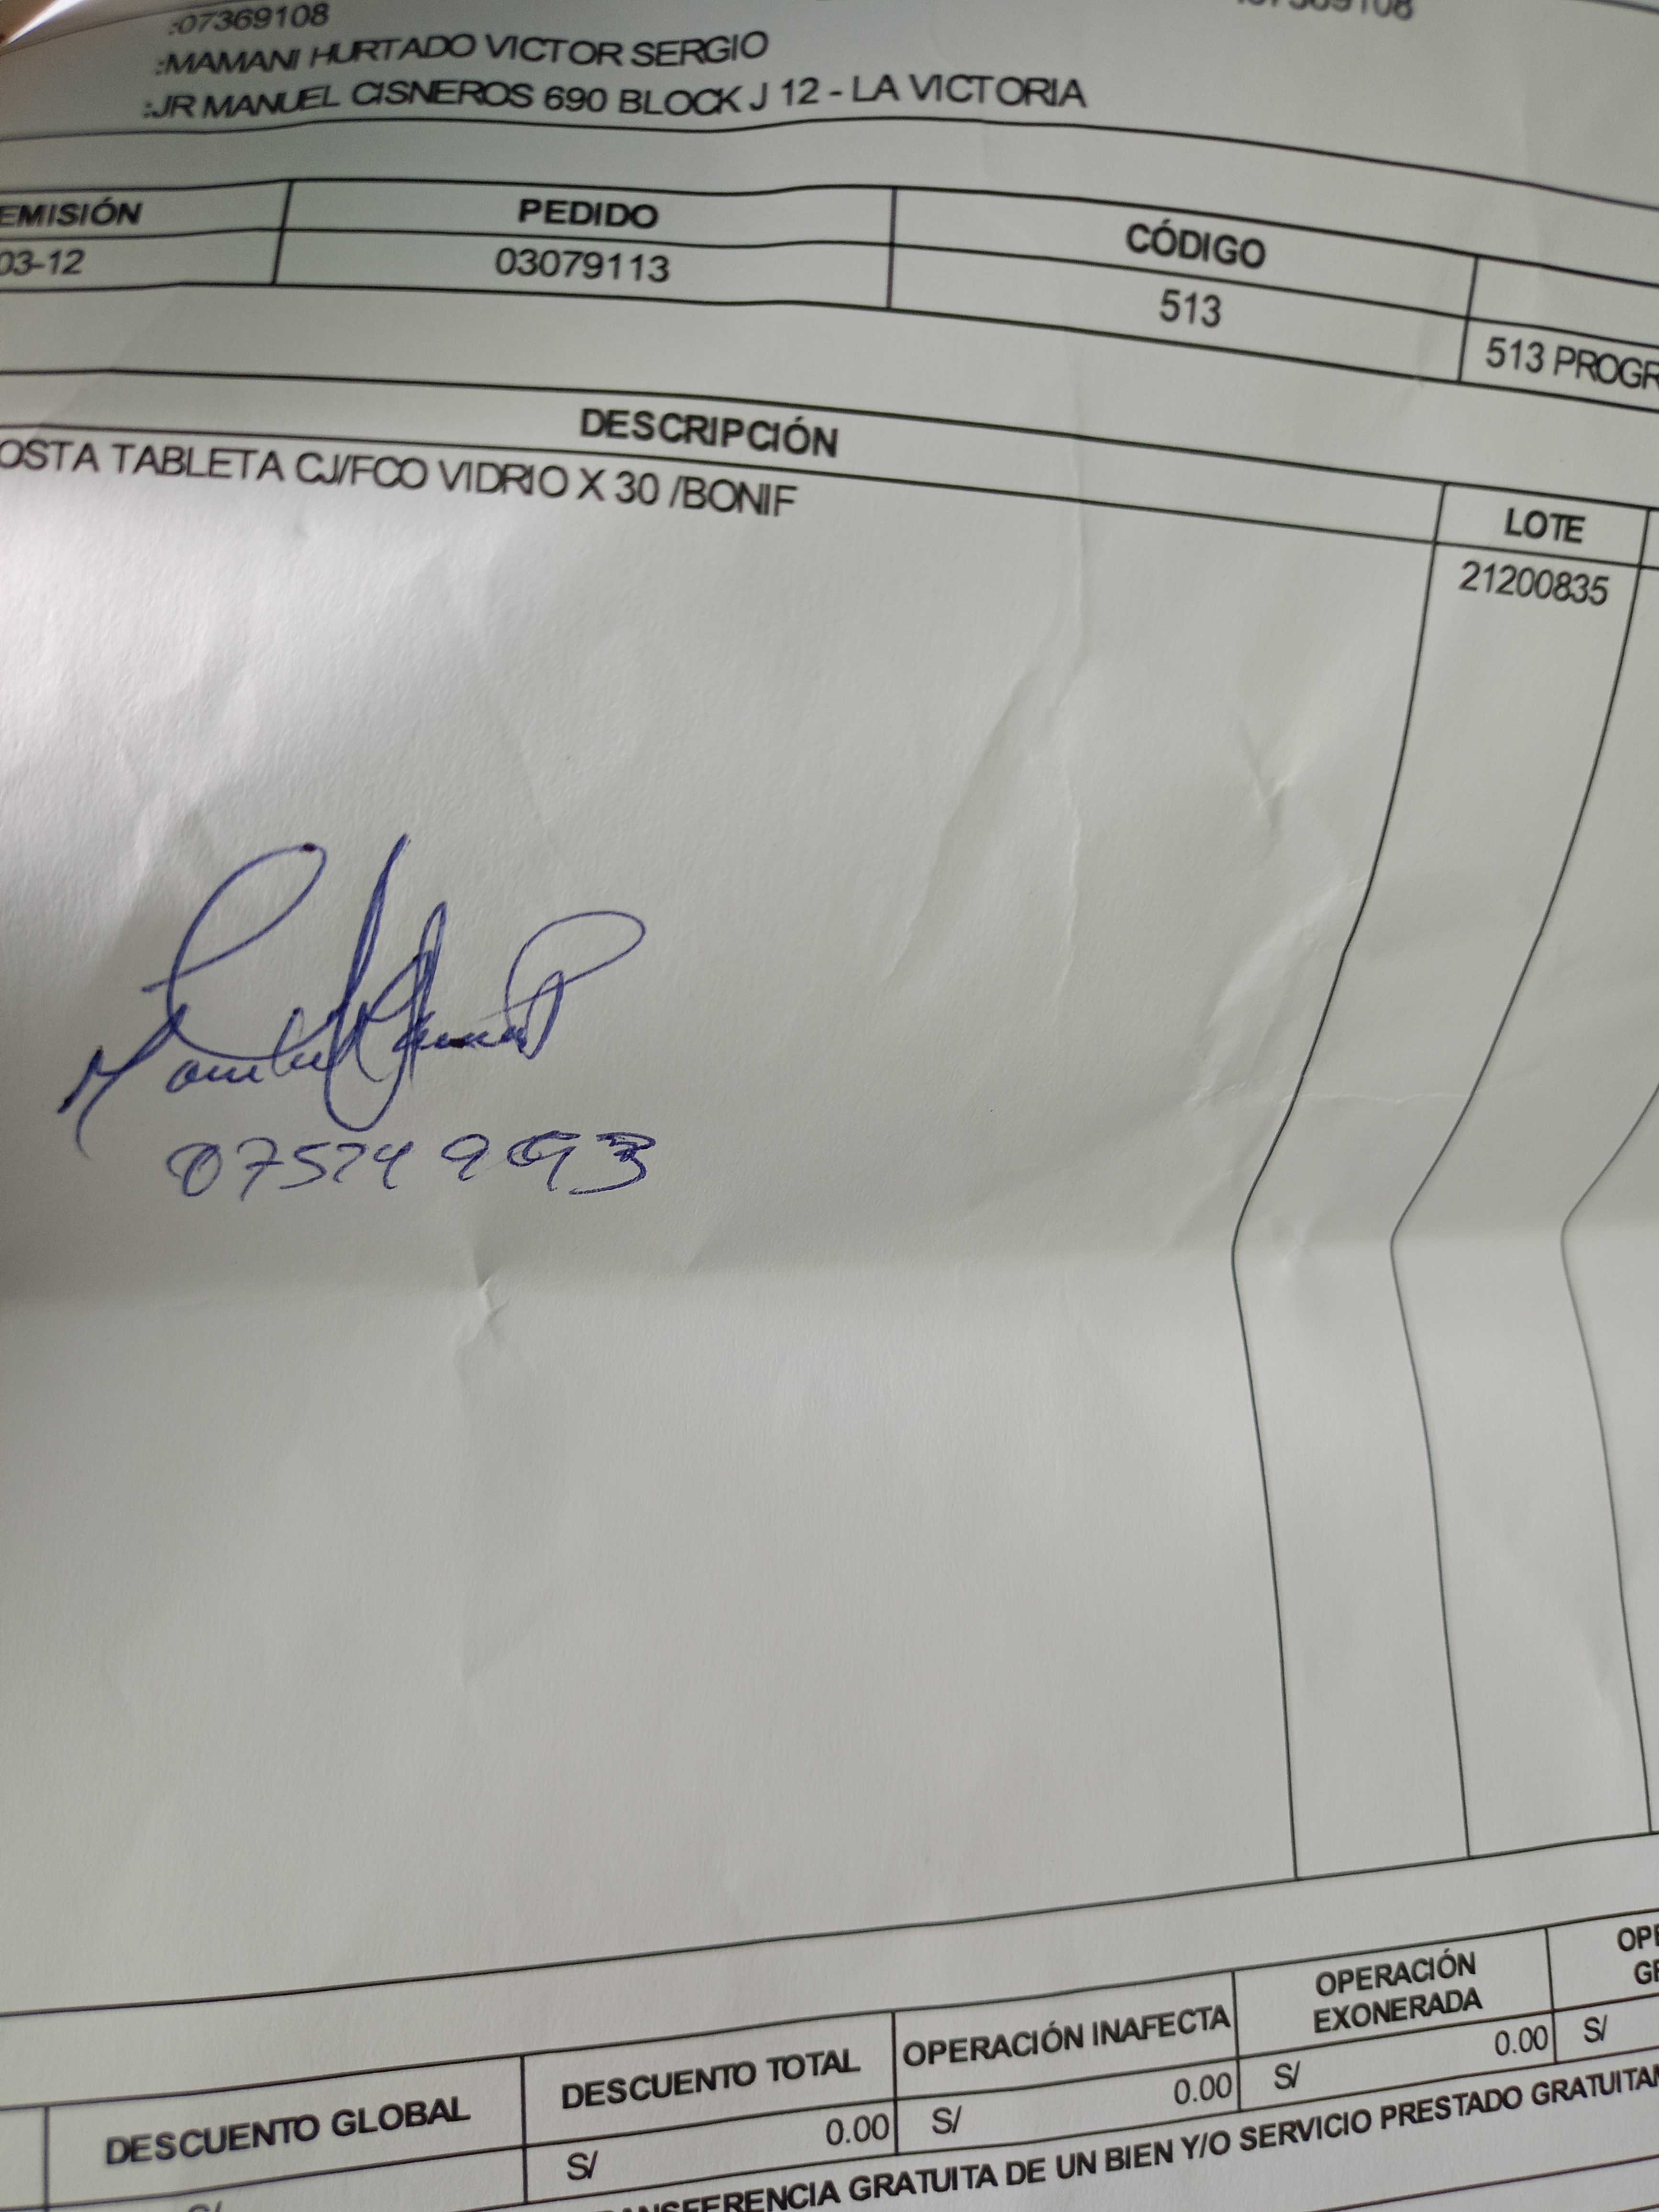 :07369108
:MAMANI HURTADO VICTOR SERGIO
:JR MANUEL CISNEROS 690 BLOCK J 12 - LA VICTORIA
EMISIÓN PEDIDO CÓDIGO
03-12 03079113 513 513 PROGR
DESCRIPCIÓN LOTE
OSTA TABLETA CJ/FCO VIDRIO X 30 /BONIF 21200835
DESCUENTO GLOBAL DESCUENTO TOTAL OPERACIÓN INAFECTA OPERACIÓN EXONERADA
S/ 0.00 S/ 0.00 S/ 0.00 S/
TRANSFERENCIA GRATUITA DE UN BIEN Y/O SERVICIO PRESTADO GRATUITAM